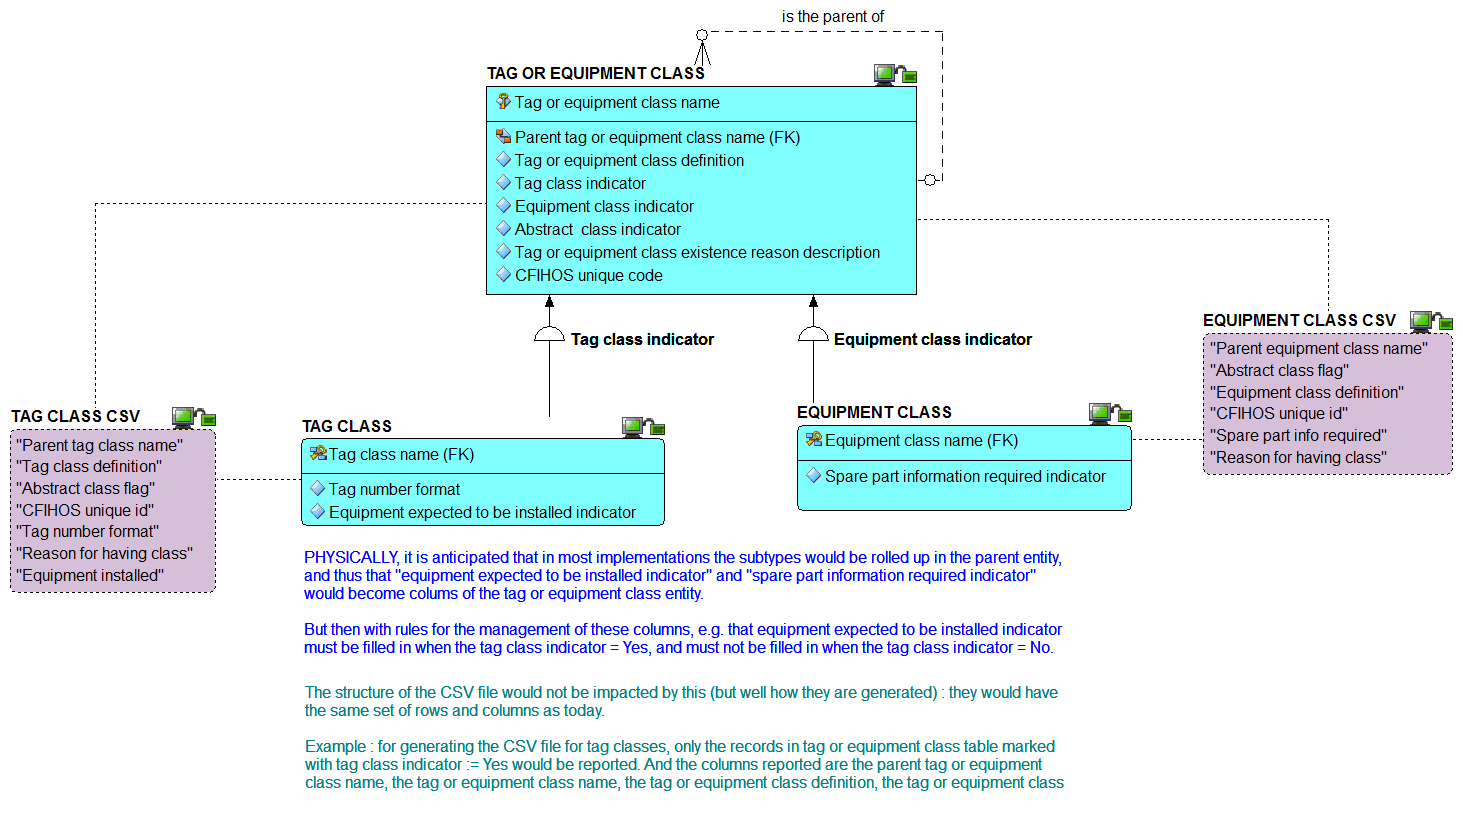 is the parent of
TAG OR EQUIPMENT CLASS
Tag or equipment class name
Parent tag or equipment class name (FK)
Tag or equipment class definition
Tag class indicator
Equipment class indicator
Abstract  class indicator
Tag or equipment class existence reason description
CFIHOS unique code
Tag class indicator
Equipment class indicator
EQUIPMENT CLASS CSV
"Parent equipment class name"
"Abstract class flag"
"Equipment class definition"
"CFIHOS unique id"
"Spare part info required"
"Reason for having class"
TAG CLASS CSV
"Parent tag class name"
"Tag class definition"
"Abstract class flag"
"CFIHOS unique id"
"Tag number format"
"Reason for having class"
"Equipment installed"
TAG CLASS
Tag class name (FK)
Tag number format
Equipment expected to be installed indicator
EQUIPMENT CLASS
Equipment class name (FK)
Spare part information required indicator
PHYSICALLY, it is anticipated that in most implementations the subtypes would be rolled up in the parent entity,
and thus that "equipment expected to be installed indicator" and "spare part information required indicator"
would become colums of the tag or equipment class entity.
But then with rules for the management of these columns, e.g. that equipment expected to be installed indicator
must be filled in when the tag class indicator = Yes, and must not be filled in when the tag class indicator = No.
The structure of the CSV file would not be impacted by this (but well how they are generated) : they would have
the same set of rows and columns as today.
Example : for generating the CSV file for tag classes, only the records in tag or equipment class table marked
with tag class indicator := Yes would be reported. And the columns reported are the parent tag or equipment
class name, the tag or equipment class name, the tag or equipment class definition, the tag or equipment class